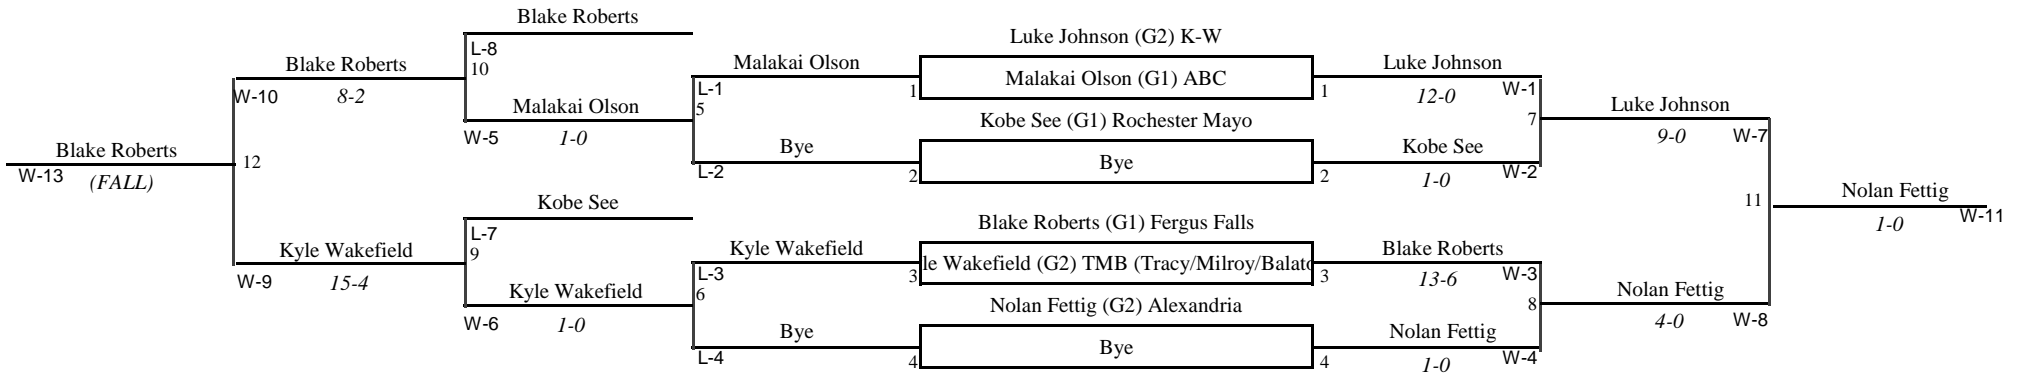 Blake Roberts
L-8
10
Blake Roberts
W-10
8-2
Malakai Olson
W-5
1-0
Blake Roberts
W-13
(FALL)
12
Kobe See
L-7
9
Kyle Wakefield
W-9
15-4
Kyle Wakefield
W-6
1-0
Malakai Olson
L-1
5
1
Bye
L-2
2
Kyle Wakefield
L-3
6
3
Bye
L-4
4
Luke Johnson (G2) K-W
Malakai Olson (G1) ABC
Kobe See (G1) Rochester Mayo
Bye
Blake Roberts (G1) Fergus Falls
le Wakefield (G2) TMB (Tracy/Milroy/Balato
Nolan Fettig (G2) Alexandria
Bye
1
Luke Johnson
12-0
W-1
7
2
Kobe See
1-0
W-2
3
Blake Roberts
13-6
W-3
8
4
Nolan Fettig
1-0
W-4
Luke Johnson
9-0
W-7
11
Nolan Fettig
4-0
W-8
Nolan Fettig
1-0
W-11